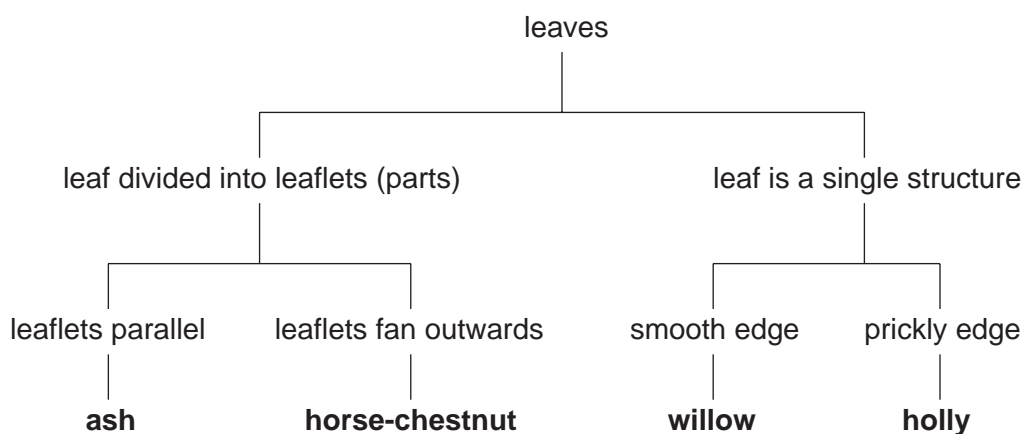 leaves
leaf divided into leaflets (parts)
leaf is a single structure
leaflets parallel
leaflets fan outwards
smooth edge
prickly edge
ash
horse-chestnut
willow
holly